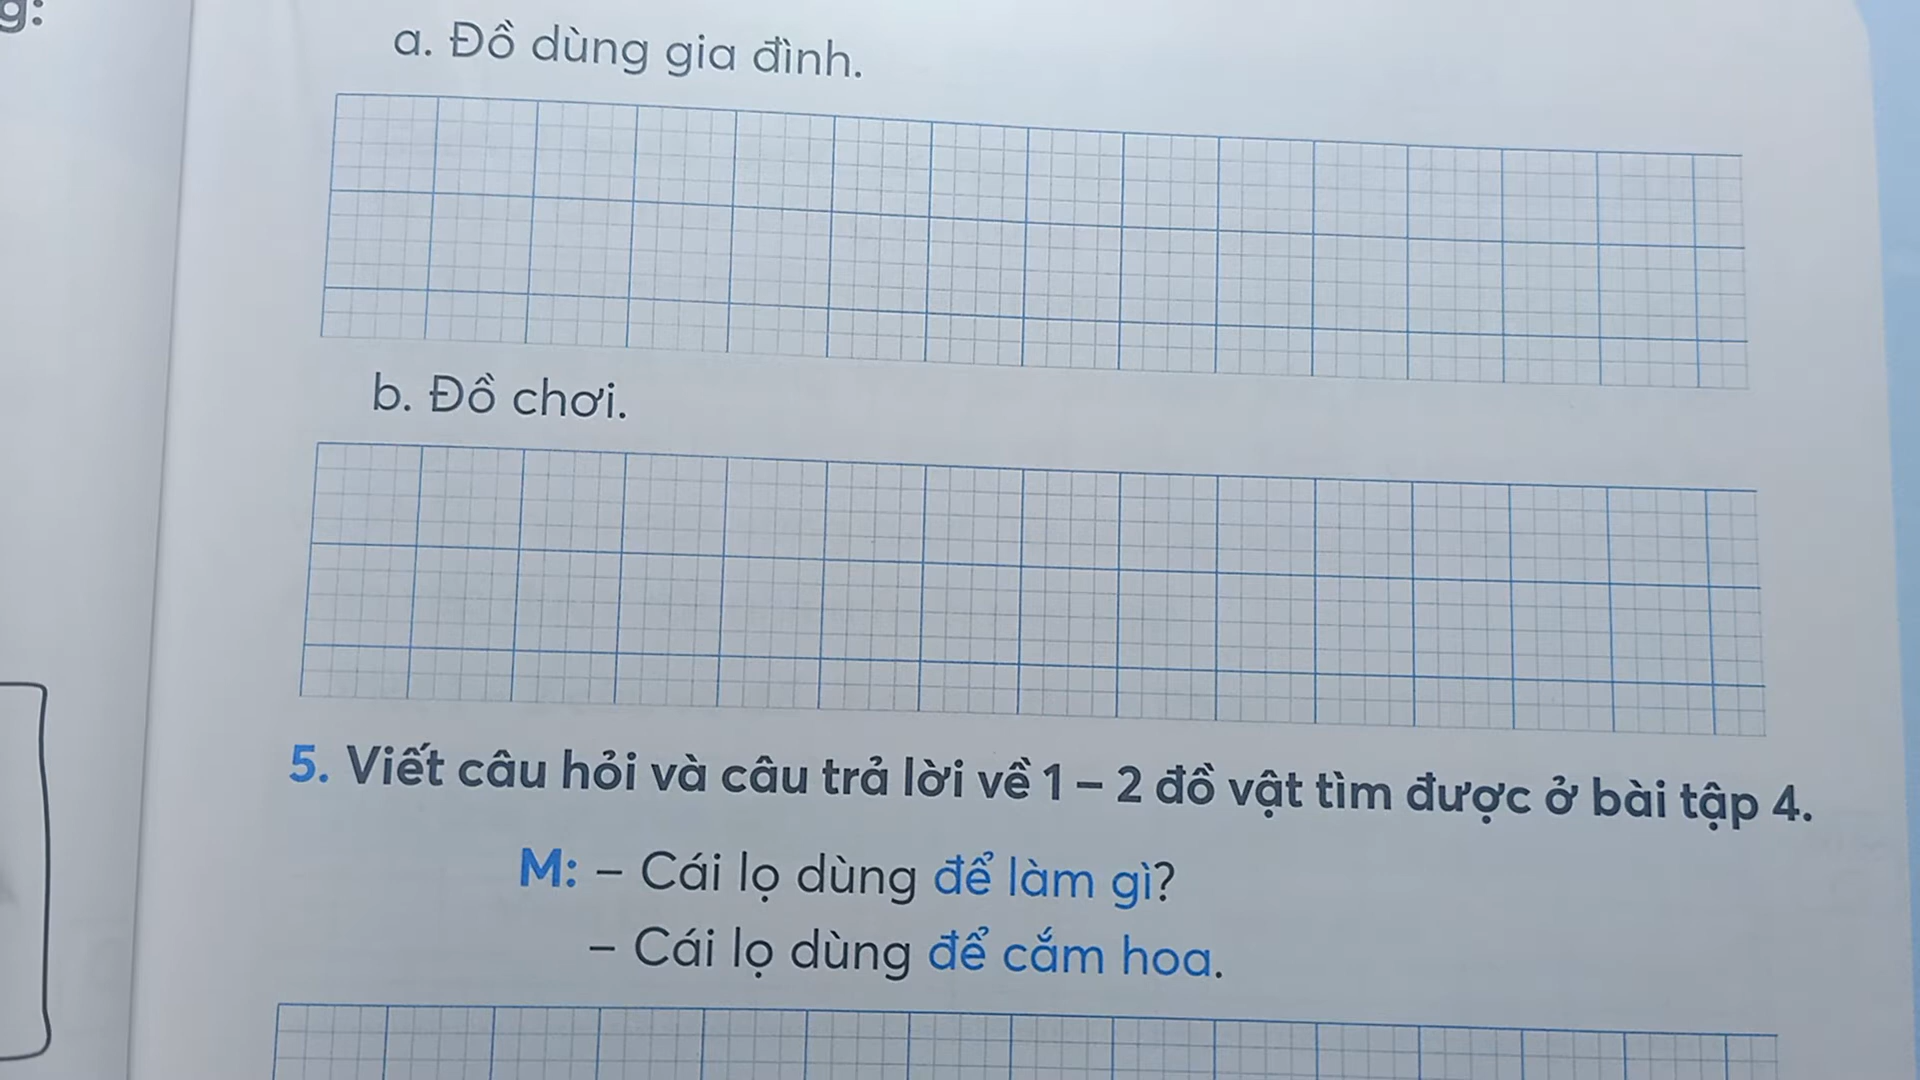 g:
a. Đồ dùng gia đình.
b. Đồ chơi.
5. Viết câu hỏi và câu trả lời về 1 – 2 đồ vật tìm được ở bài tập 4.
M: – Cái lọ dùng để làm gì?
– Cái lọ dùng để cắm hoa.